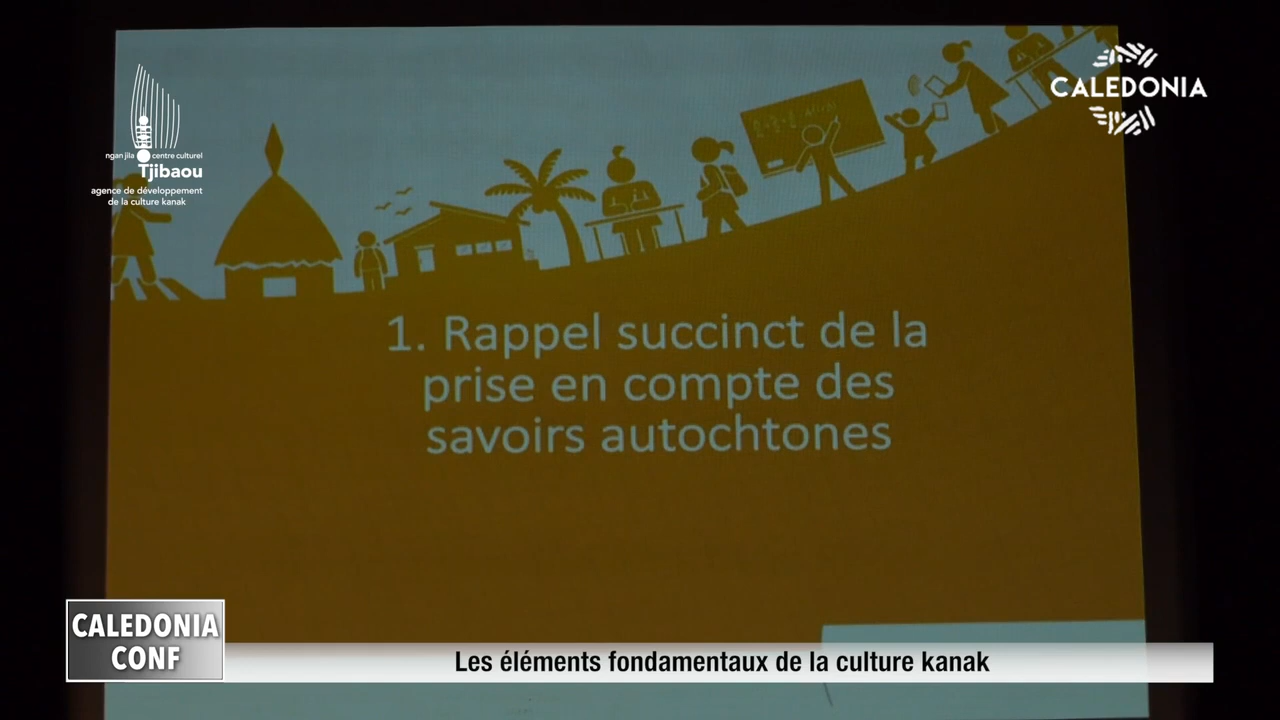 ngan jila centre culturel
Tjibaou
agence de développement
de la culture kanak
CALEDONIA
1. Rappel succinct de la
prise en compte des
savoirs autochtones
CALEDONIA
CONF
Les éléments fondamentaux de la culture kanak